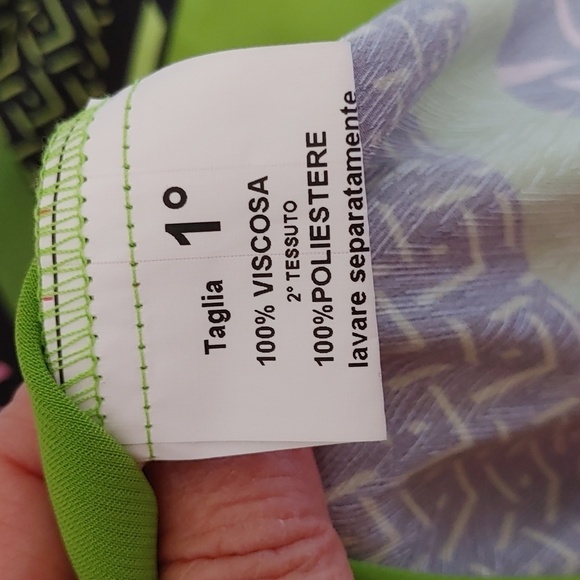 Taglia 1°
100% VISCOSA
2° TESSUTO
100%POLIESTERE
lavare separatamente